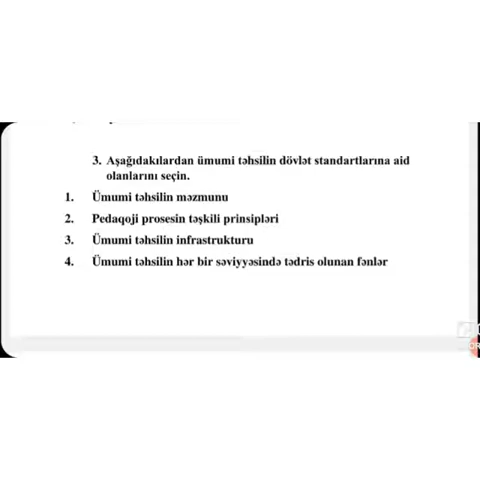 3. Aşağıdakılardan ümumi təhsilin dövlət standartlarına aid
olanlarını seçin.
1. Ümumi təhsilin məzmunu
2. Pedaqoji prosesin təşkili prinsipləri
3. Ümumi təhsilin infrastrukturu
4. Ümumi təhsilin hər bir səviyyəsində tədris olunan fənlər